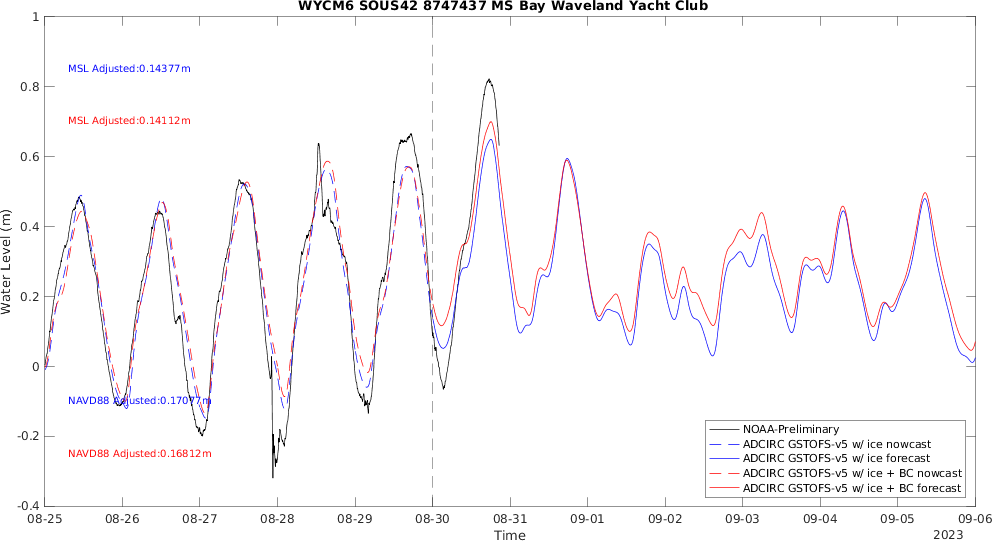 WYCM6 SOUS42 8747437 MS Bay Waveland Yacht Club
Water Level (m)
1
0.8
0.6
0.4
0.2
0
-0.2
-0.4
MSL Adjusted:0.14377m
MSL Adjusted:0.14112m
NAVD88 Adjusted:0.17077m
NAVD88 Adjusted:0.16812m
NOAA-Preliminary
ADCIRC GSTOFS-v5 w/ ice nowcast
ADCIRC GSTOFS-v5 w/ ice forecast
ADCIRC GSTOFS-v5 w/ ice + BC nowcast
ADCIRC GSTOFS-v5 w/ ice + BC forecast
08-25 08-26 08-27 08-28 08-29 08-30 08-31 09-01 09-02 09-03 09-04 09-05 09-06
Time
2023